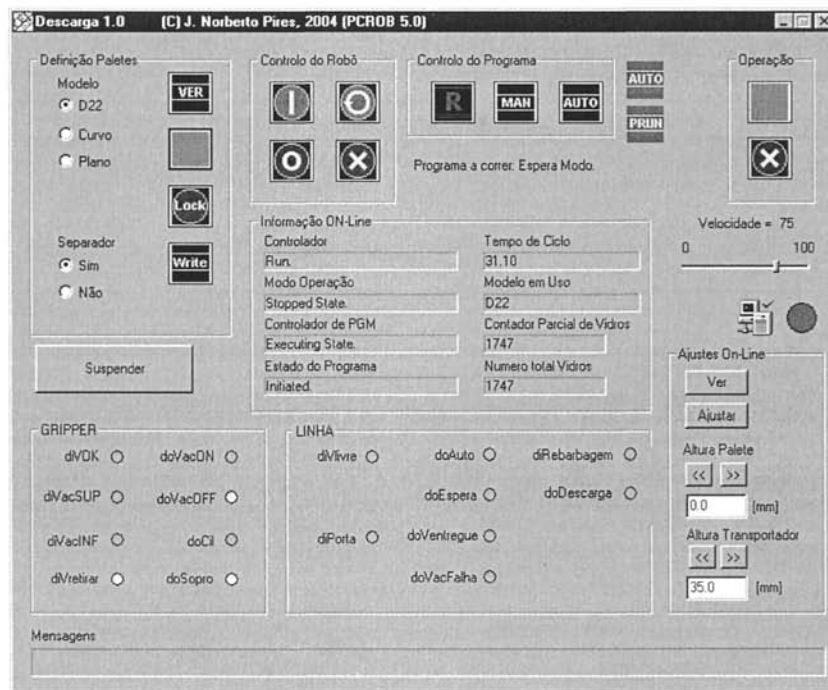 Descarga 1.0 (C) J. Norberto Pires, 2004 (PCROB 5.0)
Definição Paletes
Modelo
D22
Curvo
Plano
VER
Lock
Separador
Sim
Não
Write
Suspender
Controlo do Robô
I
O
X
Controlo do Programa
R
MAN
AUTO
AUTO
PRUN
Programa a correr. Espera Modo.
Operação
X
Velocidade = 75
0
100
Informação ON-Line
Controlador
Run.
Tempo de Ciclo
31.10
Modo Operação
Stopped State.
Modelo em Uso
D22
Controlador de PGM
Executing State.
Contador Parcial de Vidros
1747
Estado do Programa
Initiated.
Numero total Vidros
1747
Ajustes On-Line
Ver
Ajustar
Altura Palete
<< >>
0.0 [mm]
Altura Transportador
<< >>
35.0 [mm]
GRIPPER
diVOK doVacON
diVacSUP doVacOFF
diVacINF doCil
diVretirar doSopro
LINHA
diVlivre doAuto diRebarbagem
doEspera doDescarga
diPorta doVentregue
doVacFalha
Mensagens